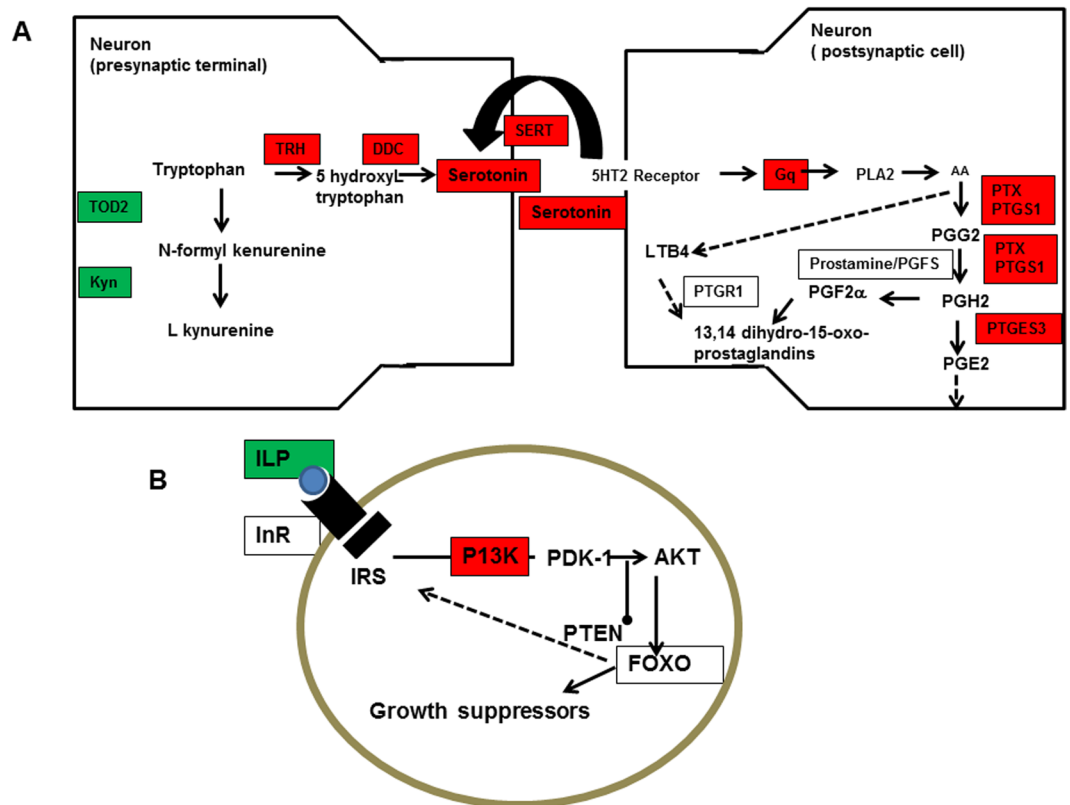 A
Neuron
(presynaptic terminal)
Neuron
( postsynaptic cell)
SERT
TRH
DDC
Tryptophan
5 hydroxyL
tryptophan
Serotonin
Serotonin
5HT2 Receptor
Gq
PLA2
AA
PTX
PTGS1
TOD2
N-formyl kenurenine
Kyn
L kynurenine
LTB4
PGG2
PTX
PTGS1
Prostamine/PGFS
PTGR1
PGF2α
PGH2
13,14 dihydro-15-oxo-
prostaglandins
PTGES3
PGE2
B
ILP
InR
IRS
P13K
PDK-1
AKT
PTEN
FOXO
Growth suppressors